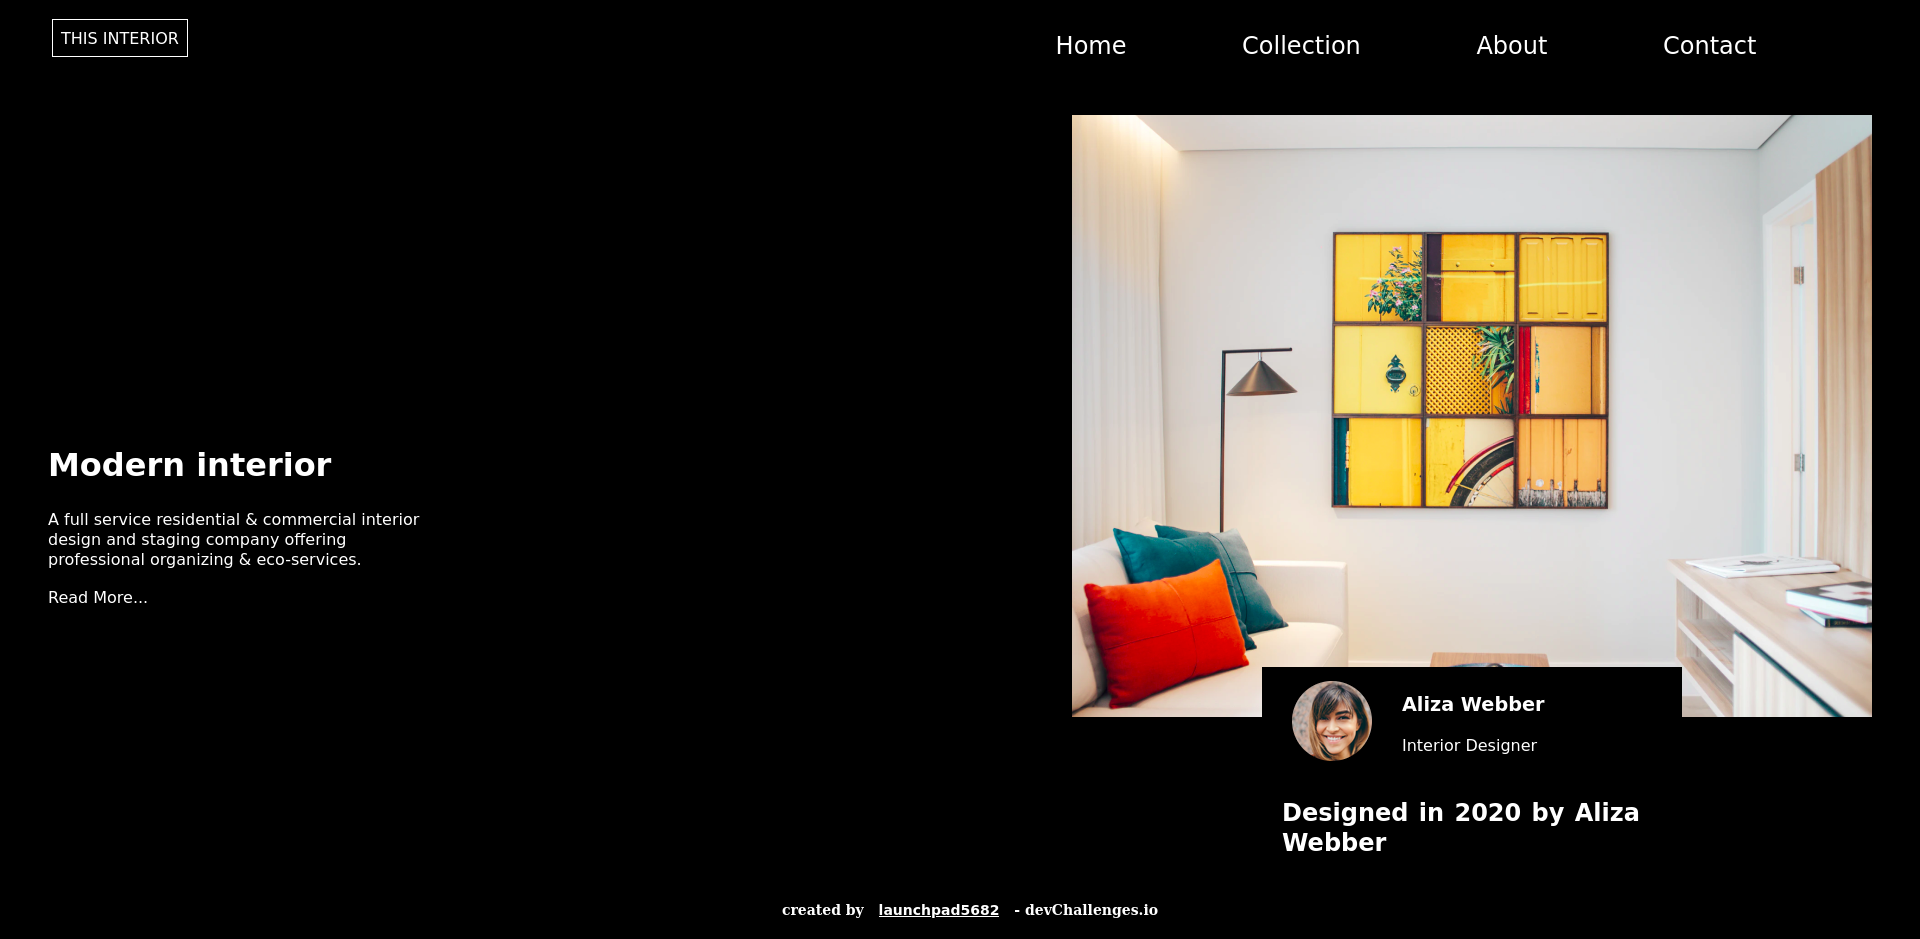 THIS INTERIOR
Home
Collection
About
Contact
Modern interior
A full service residential & commercial interior
design and staging company offering
professional organizing & eco-services.
Read More...
Aliza Webber
Interior Designer
Designed in 2020 by Aliza
Webber
created by launchpad5682 - devChallenges.io